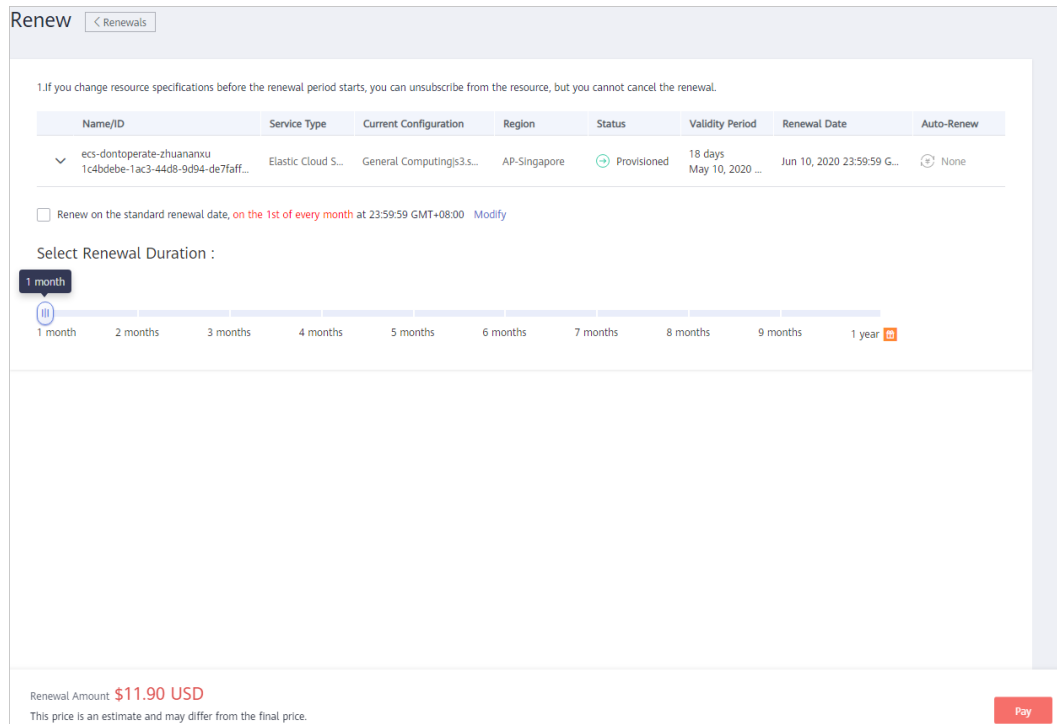 Renew < Renewals
1.If you change resource specifications before the renewal period starts, you can unsubscribe from the resource, but you cannot cancel the renewal.
Name/ID Service Type Current Configuration Region Status Validity Period Renewal Date Auto-Renew
ecs-dontoperate-zhuananxu Elastic Cloud S... General Computing|s3.s... AP-Singapore Provisioned 18 days Jun 10, 2020 23:59:59 G... None
1c4bdebe-1ac3-44d8-9d94-de7faff... May 10, 2020 ...
Renew on the standard renewal date, on the 1st of every month at 23:59:59 GMT+08:00 Modify
Select Renewal Duration :
1 month
1 month 2 months 3 months 4 months 5 months 6 months 7 months 8 months 9 months 1 year
Renewal Amount $11.90 USD
This price is an estimate and may differ from the final price.
Pay